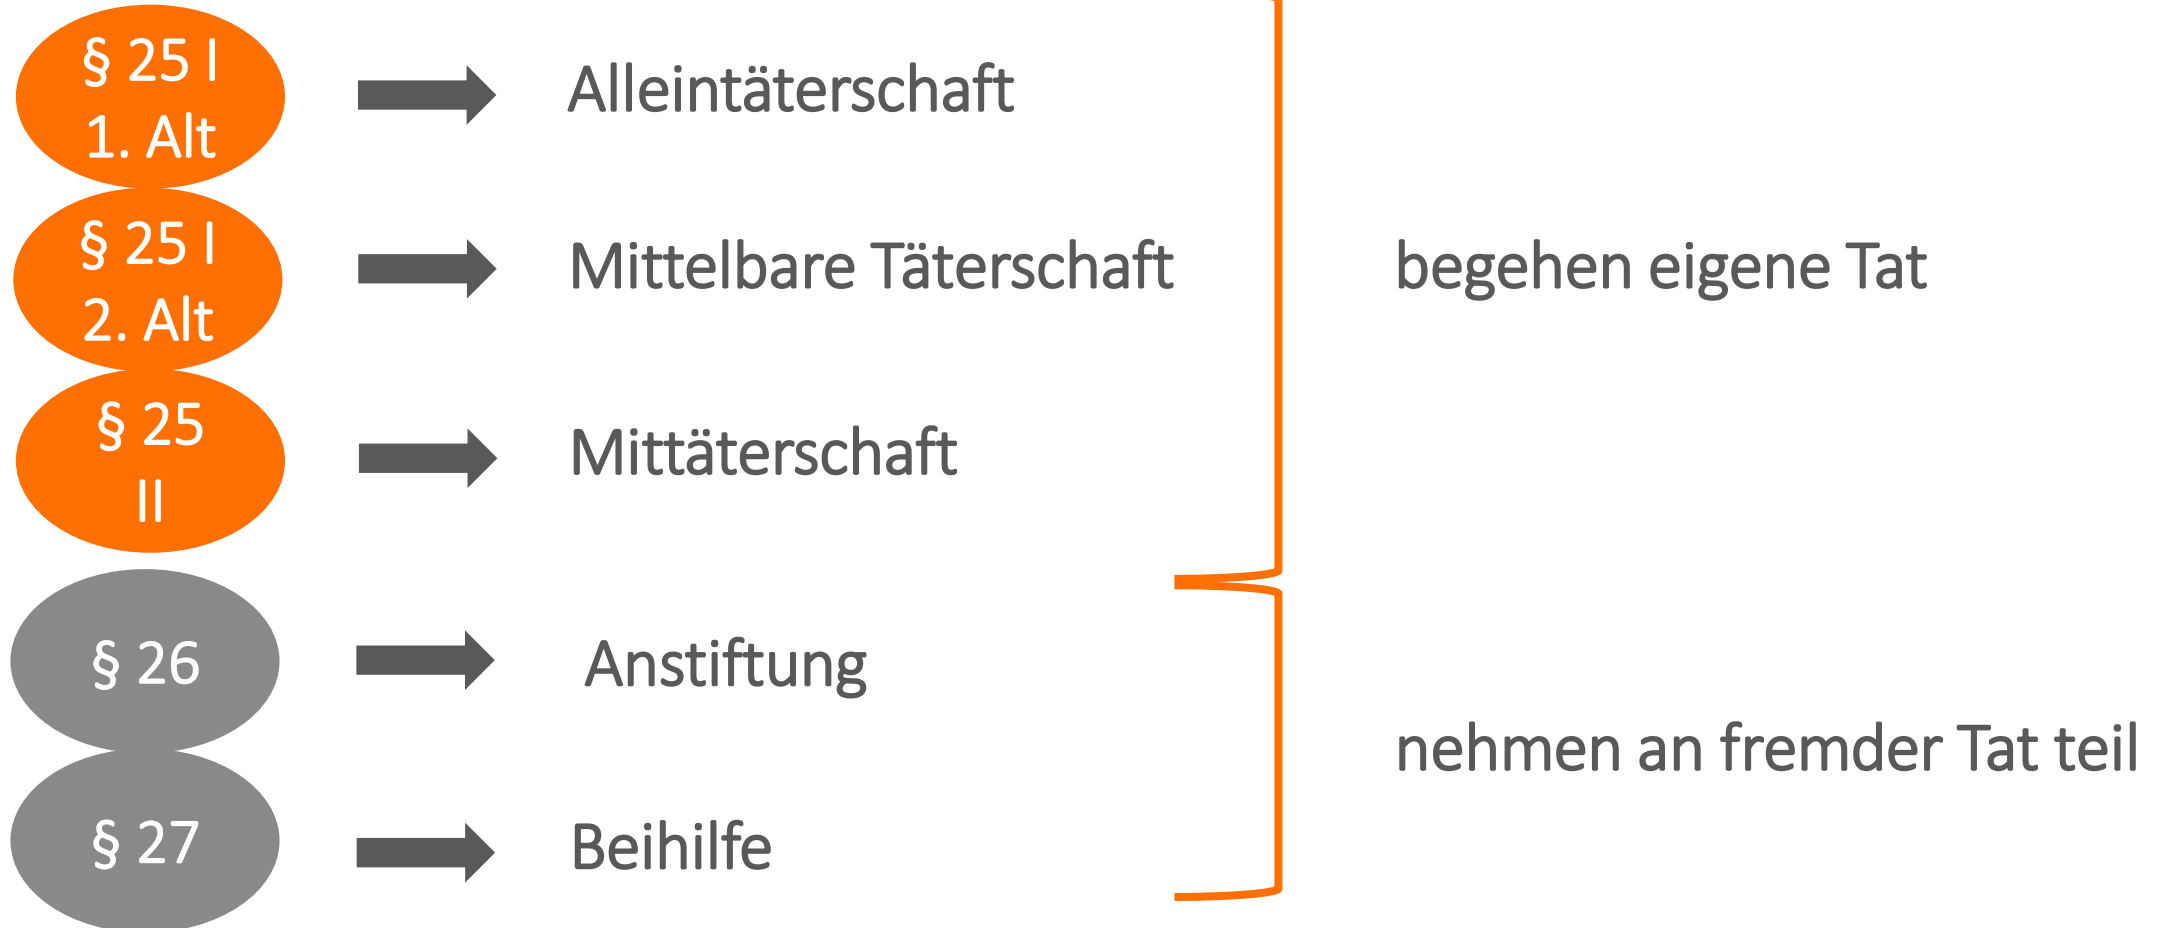 § 25 I
1. Alt
Alleintäterschaft
§ 25 I
2. Alt
Mittelbare Täterschaft
begehen eigene Tat
§ 25
II
Mittäterschaft
§ 26
Anstiftung
nehmen an fremder Tat teil
§ 27
Beihilfe